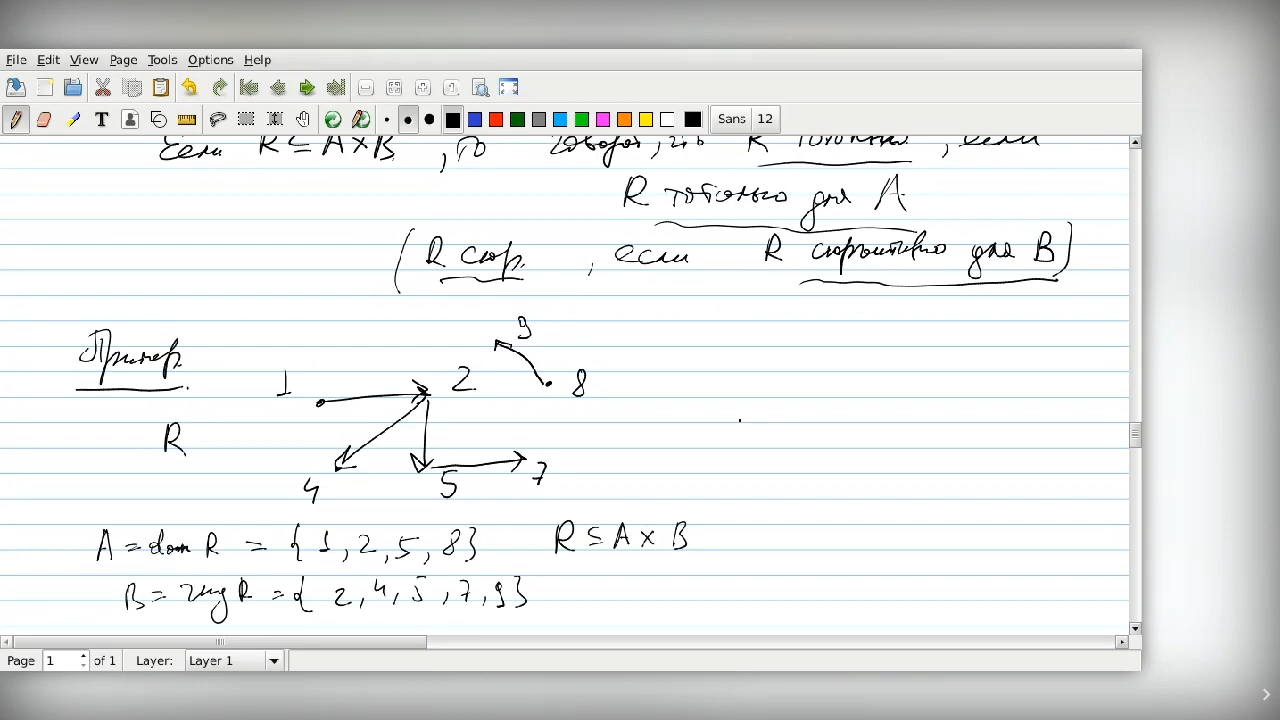 File Edit View Page Tools Options Help
Sans 12
Если R ⊆ A × B, то говорят, что R тотально, если
R тотально для A
(R сюр., если R сюръективно для B)
Пример.
9
1 2 8
R
4 5 7
A = dom R = {1, 2, 5, 8} R ⊆ A × B
B = rng R = {2, 4, 5, 7, 9}
Page 1 of 1 Layer: Layer 1